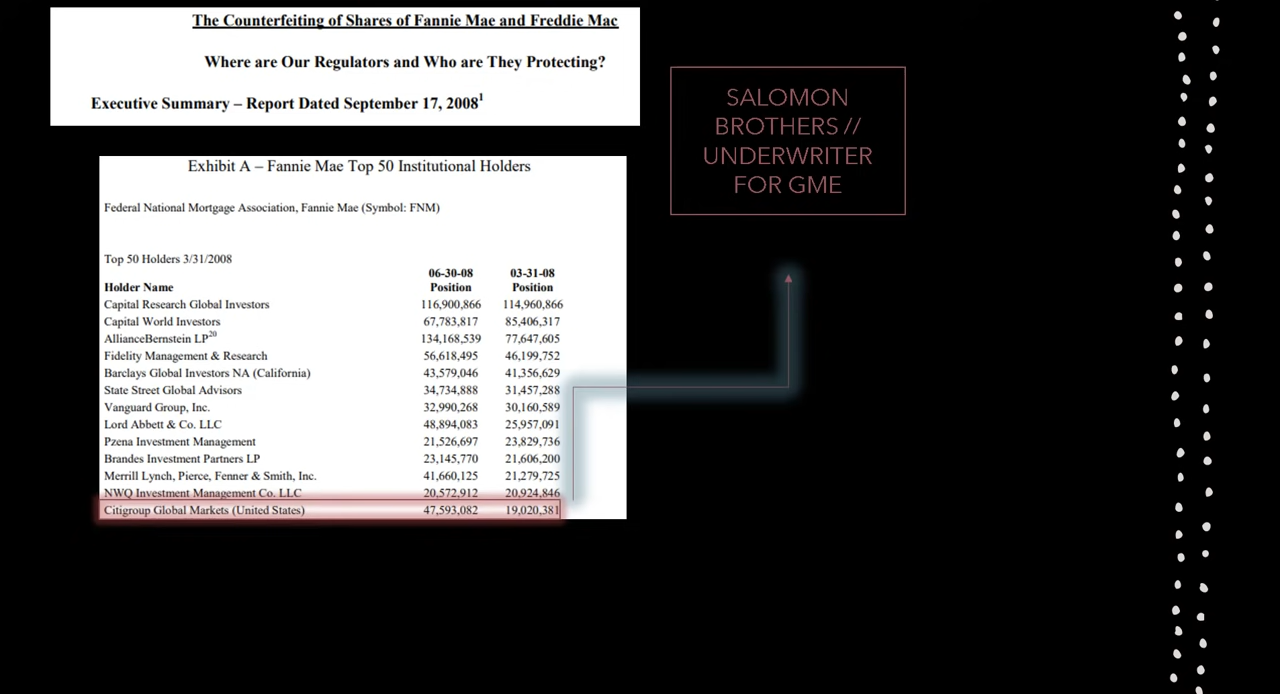 The Counterfeiting of Shares of Fannie Mae and Freddie Mac
Where are Our Regulators and Who are They Protecting?
Executive Summary – Report Dated September 17, 2008¹
SALOMON
BROTHERS //
UNDERWRITER
FOR GME
Exhibit A – Fannie Mae Top 50 Institutional Holders
Federal National Mortgage Association, Fannie Mae (Symbol: FNM)
Top 50 Holders 3/31/2008
06-30-08 03-31-08
Holder Name Position Position
Capital Research Global Investors 116,900,866 114,960,866
Capital World Investors 67,783,817 85,406,317
AllianceBernstein LP²⁰ 134,168,539 77,647,605
Fidelity Management & Research 56,618,495 46,199,752
Barclays Global Investors NA (California) 43,579,046 41,356,629
State Street Global Advisors 34,734,888 31,457,288
Vanguard Group, Inc. 32,990,268 30,160,589
Lord Abbett & Co. LLC 48,894,083 25,957,091
Pzena Investment Management 21,526,697 23,829,736
Brandes Investment Partners LP 23,145,770 21,606,200
Merrill Lynch, Pierce, Fenner & Smith, Inc. 41,660,125 21,279,725
NWQ Investment Management Co. LLC 20,572,912 20,924,846
Citigroup Global Markets (United States) 47,593,082 19,020,381